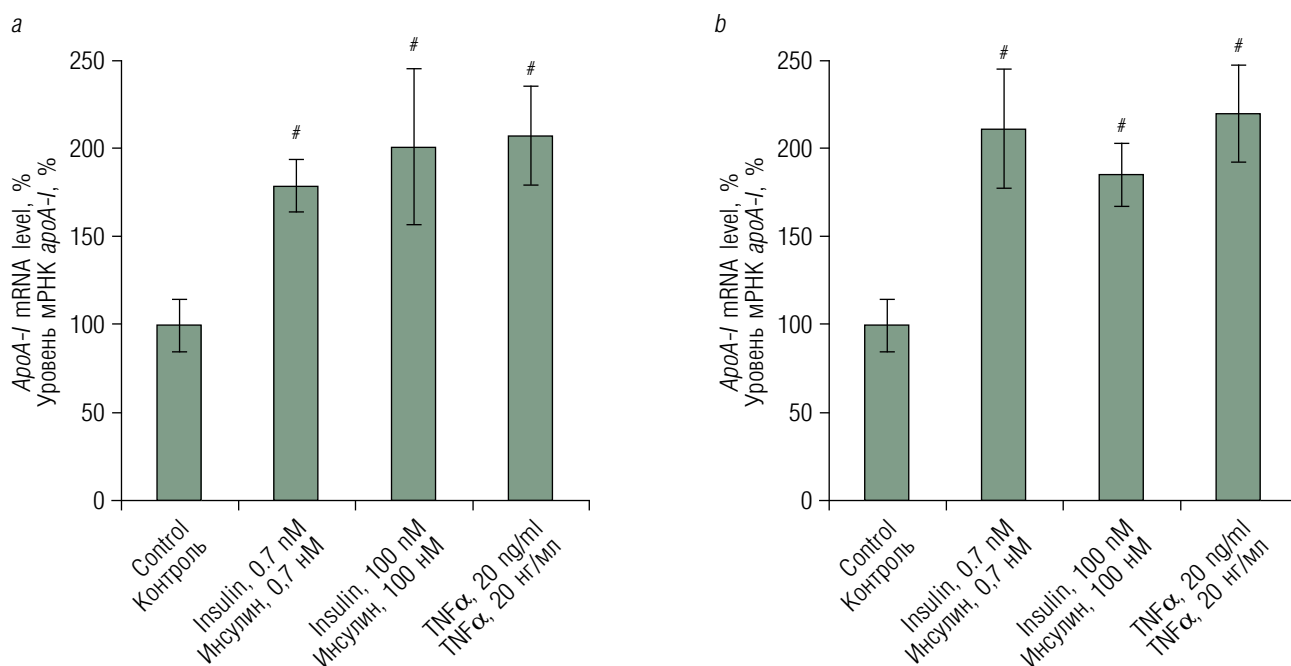 a
ApoA-I mRNA level, %
Уровень мРНК apoA-I, %
250
200
150
100
50
0
#
#
#
Control
Контроль
Insulin, 0.7 nM
Инсулин, 0,7 нМ
Insulin, 100 nM
Инсулин, 100 нМ
TNFα, 20 ng/ml
TNFα, 20 нг/мл
b
ApoA-I mRNA level, %
Уровень мРНК apoA-I, %
250
200
150
100
50
0
#
#
#
Control
Контроль
Insulin, 0.7 nM
Инсулин, 0,7 нМ
Insulin, 100 nM
Инсулин, 100 нМ
TNFα, 20 ng/ml
TNFα, 20 нг/мл